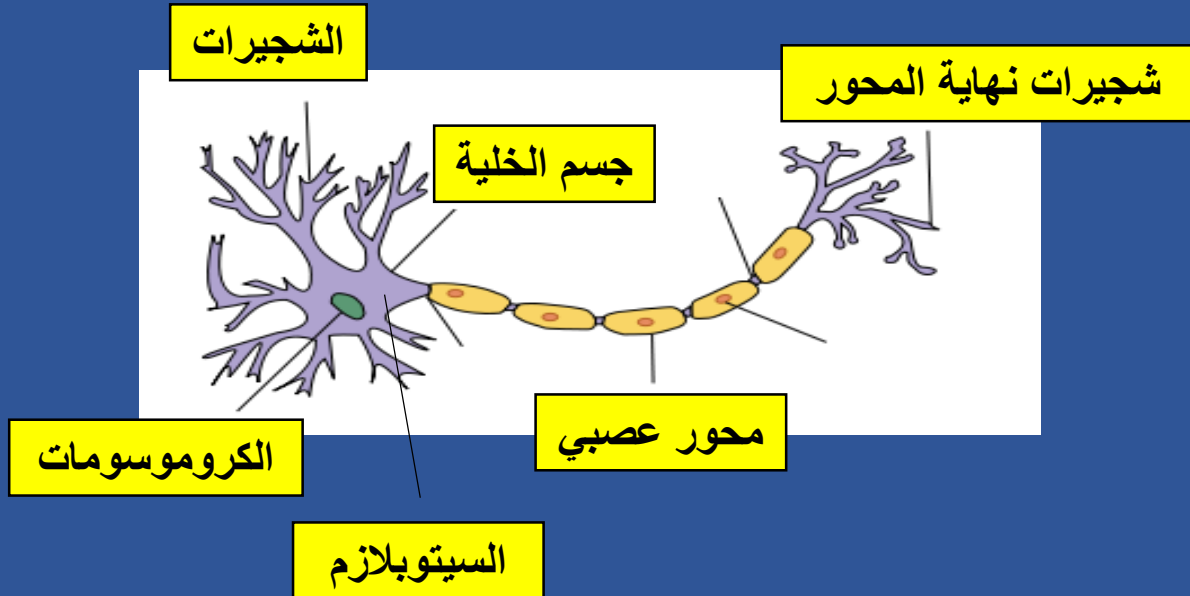 الشجيرات
شجيرات نهاية المحور
جسم الخلية
محور عصبي
الكروموسومات
السيتوبلازم